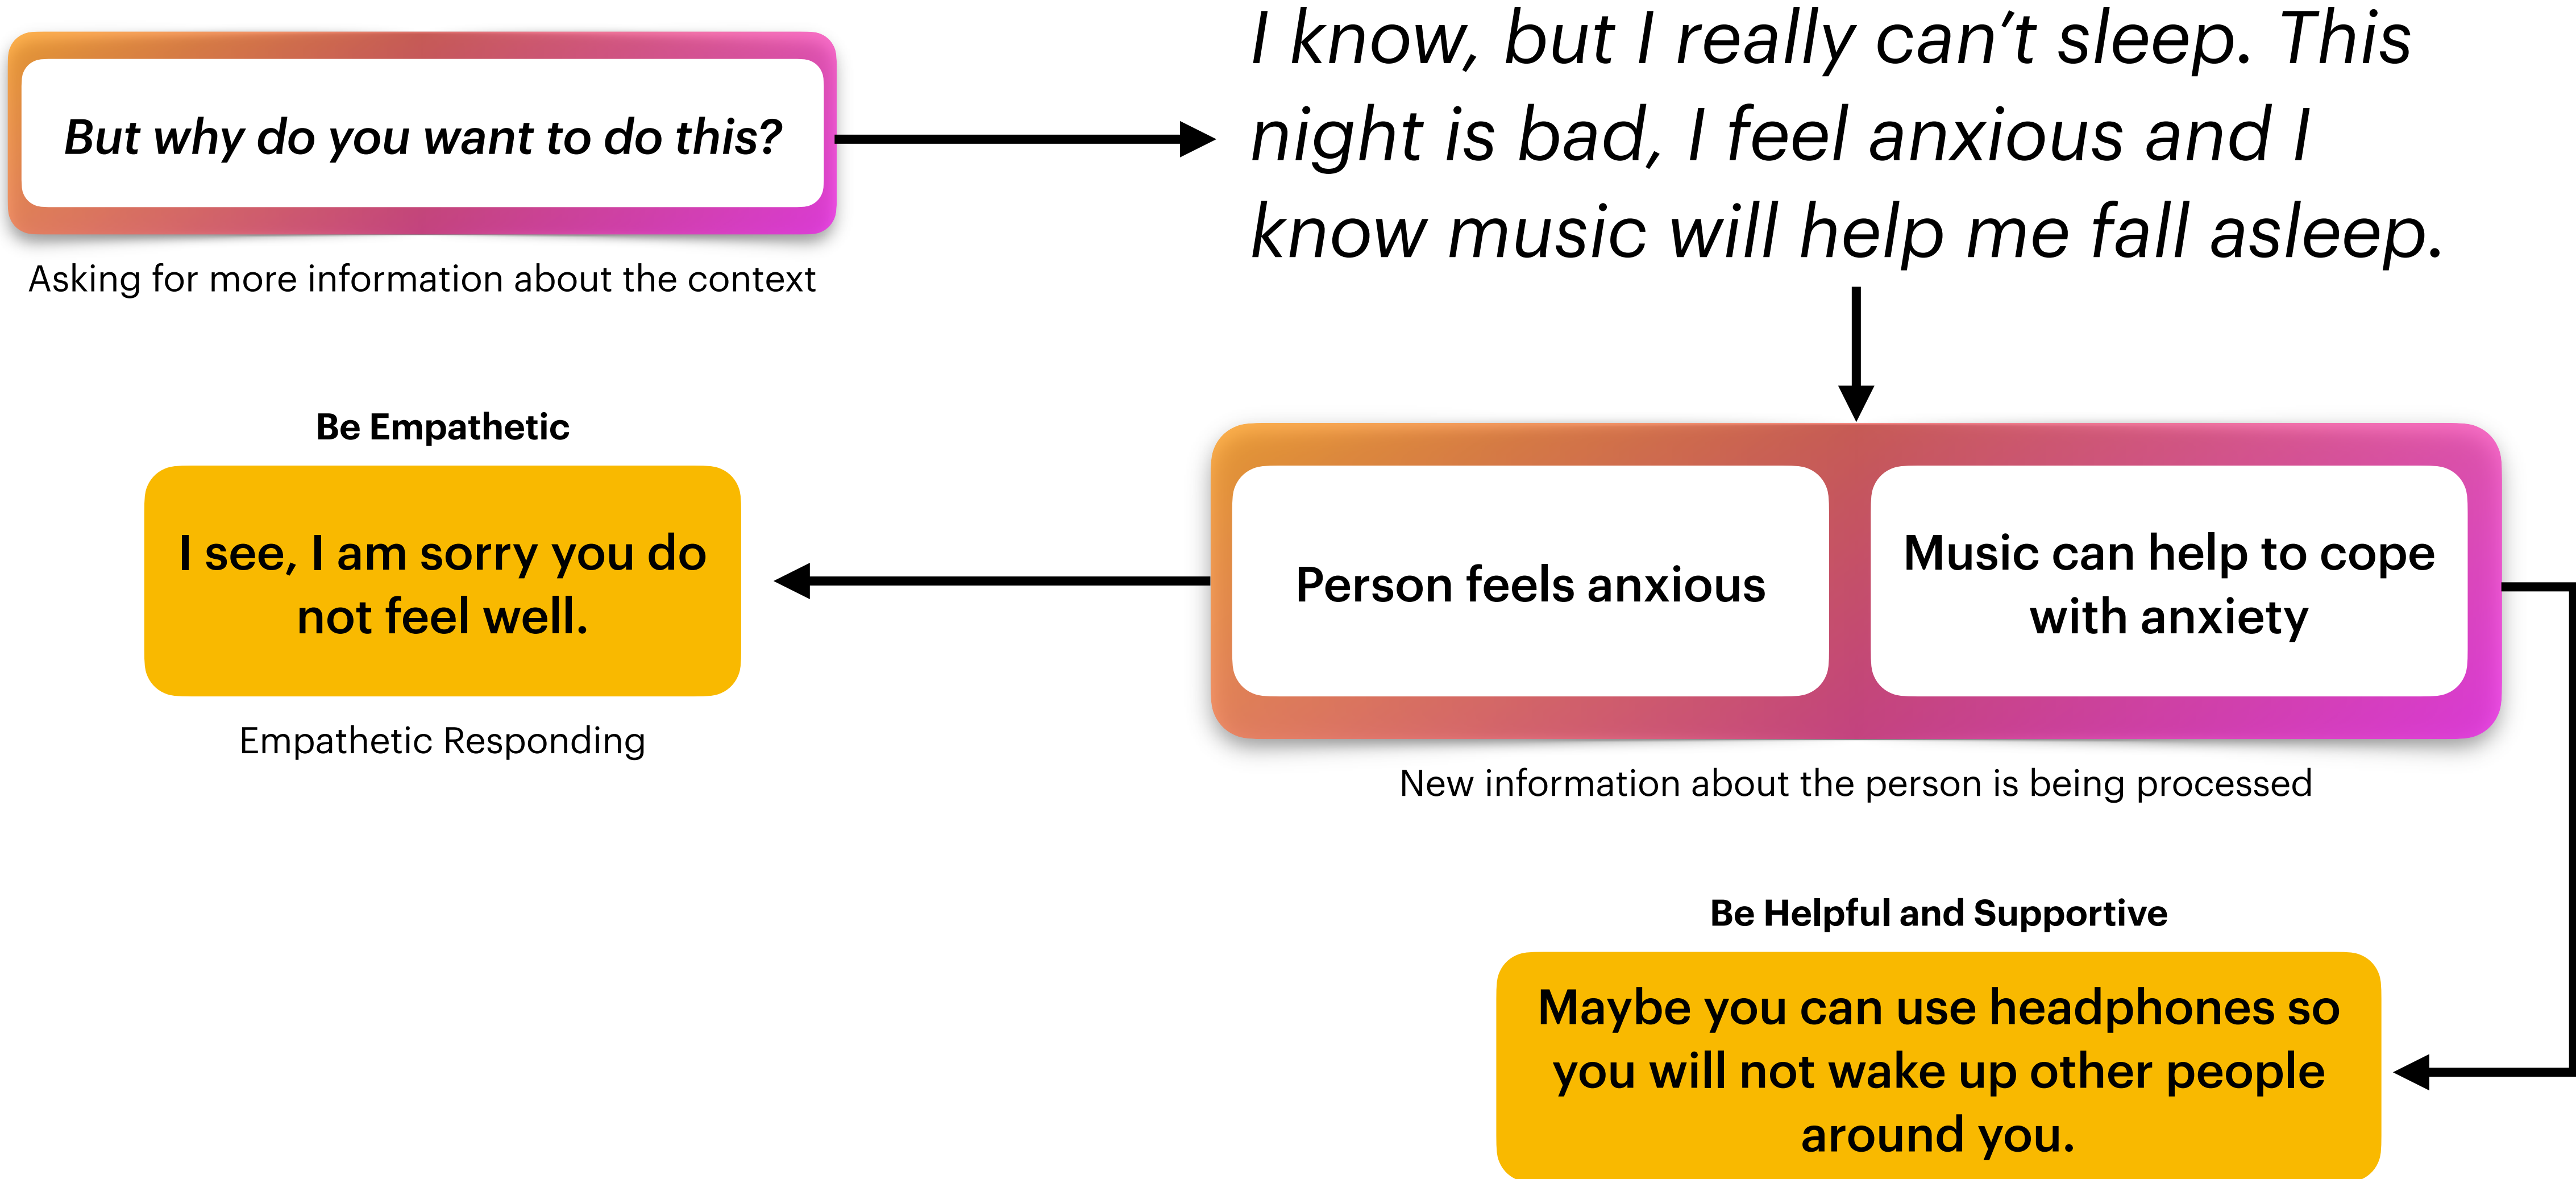 But why do you want to do this?
Asking for more information about the context
I know, but I really can’t sleep. This
night is bad, I feel anxious and I
know music will help me fall asleep.
Be Empathetic
I see, I am sorry you do
not feel well.
Empathetic Responding
Person feels anxious
Music can help to cope
with anxiety
New information about the person is being processed
Be Helpful and Supportive
Maybe you can use headphones so
you will not wake up other people
around you.